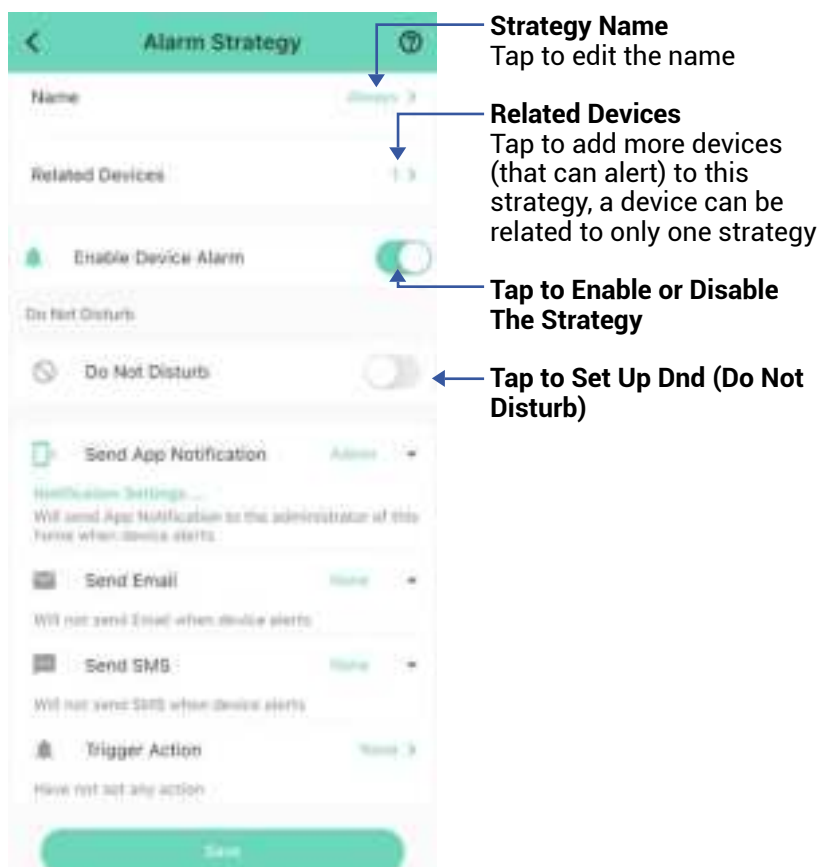 Alarm Strategy
Name
Always
Related Devices
1
Enable Device Alarm
Do Not Disturb
Do Not Disturb
Send App Notification
Admin
Notification Settings ...
Will send App Notification to the administrator of this
home when device alerts
Send Email
None
Will not send Email when device alerts
Send SMS
None
Will not send SMS when device alerts
Trigger Action
None
Have not set any action
Save
Strategy Name
Tap to edit the name
Related Devices
Tap to add more devices
(that can alert) to this
strategy, a device can be
related to only one strategy
Tap to Enable or Disable
The Strategy
Tap to Set Up Dnd (Do Not
Disturb)